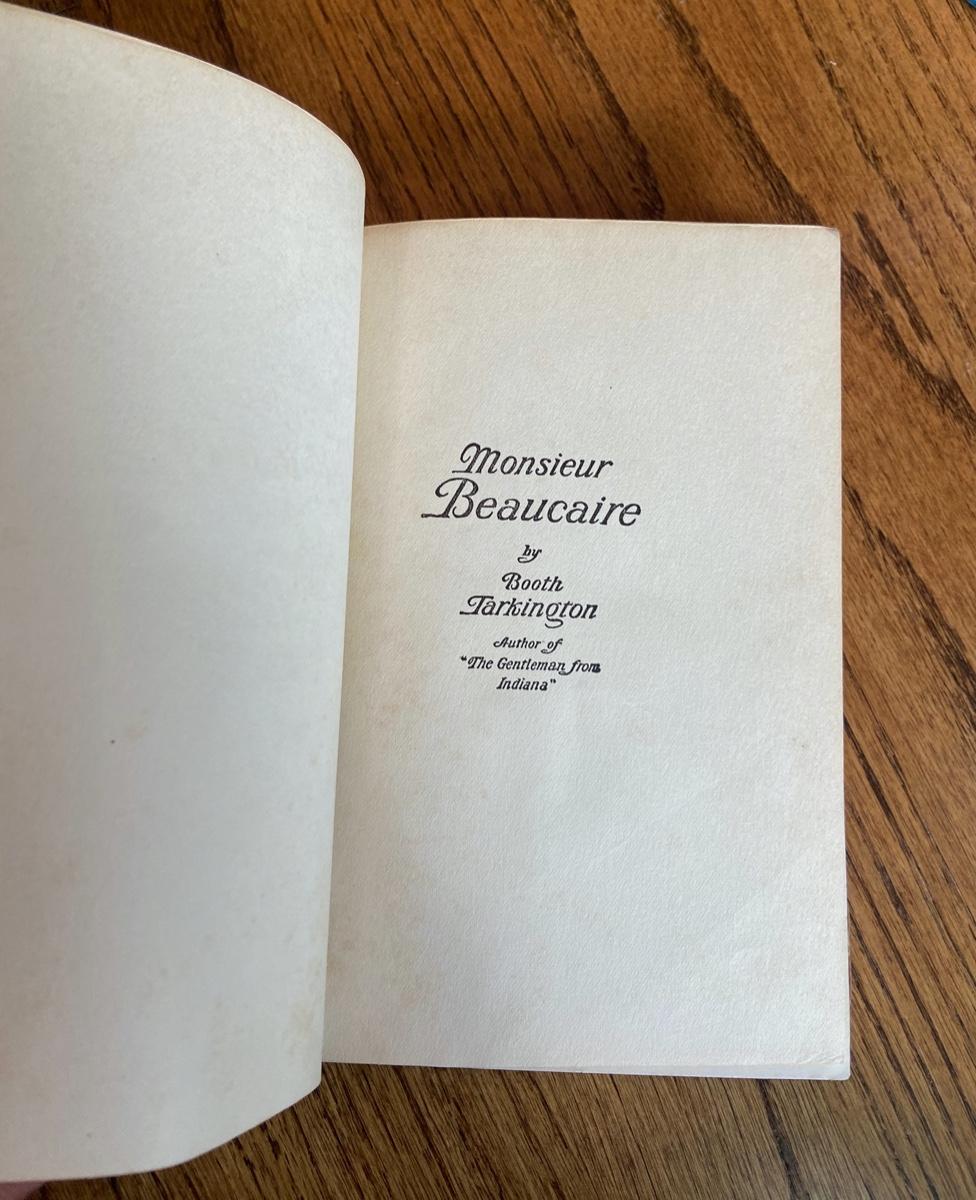 Monsieur
Beaucaire
by
Booth
Tarkington
Author of
"The Gentleman from
Indiana"